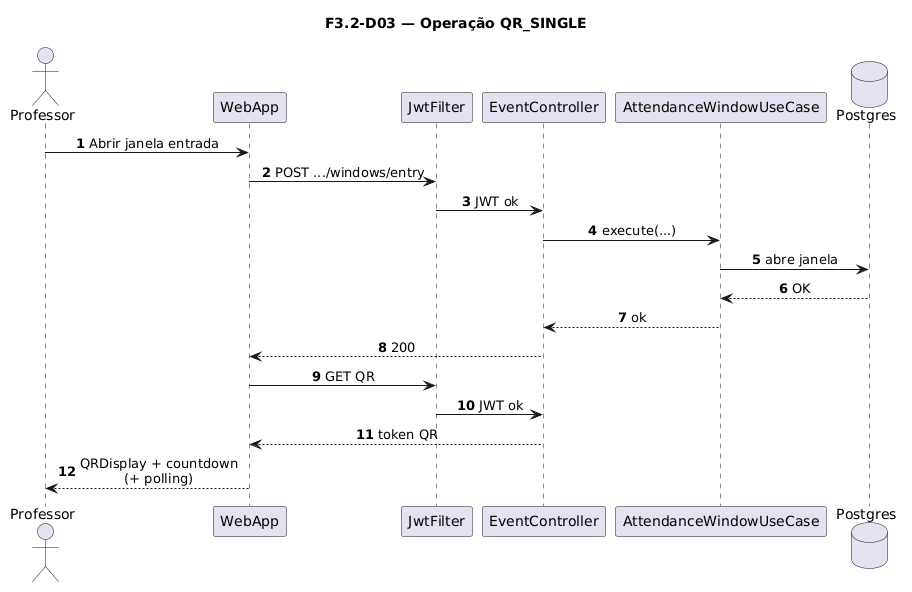 F3.2-D03 — Operação QR_SINGLE
Professor
WebApp
JwtFilter
EventController
AttendanceWindowUseCase
Postgres
1 Abrir janela entrada
2 POST .../windows/entry
3 JWT ok
4 execute(...)
5 abre janela
6 OK
7 ok
8 200
9 GET QR
10 JWT ok
11 token QR
12 QRDisplay + countdown
(+ polling)
Professor
WebApp
JwtFilter
EventController
AttendanceWindowUseCase
Postgres